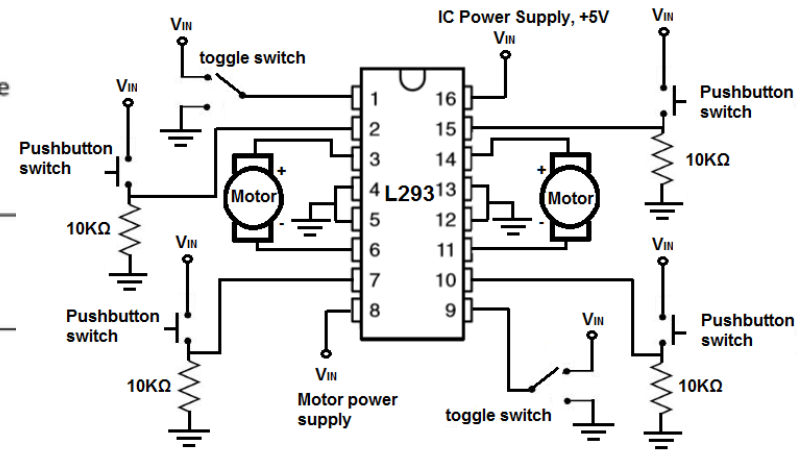 IC Power Supply, +5V
VIN
VIN
VIN
toggle switch
e
VIN
Pushbutton
switch
Pushbutton
switch
1
2
3
4
5
6
7
8
L293
16
15
14
13
12
11
10
9
+
Motor
-
+
Motor
-
10KΩ
10KΩ
VIN
VIN
Pushbutton
switch
Pushbutton
switch
VIN
10KΩ
10KΩ
VIN
Motor power
supply
toggle switch